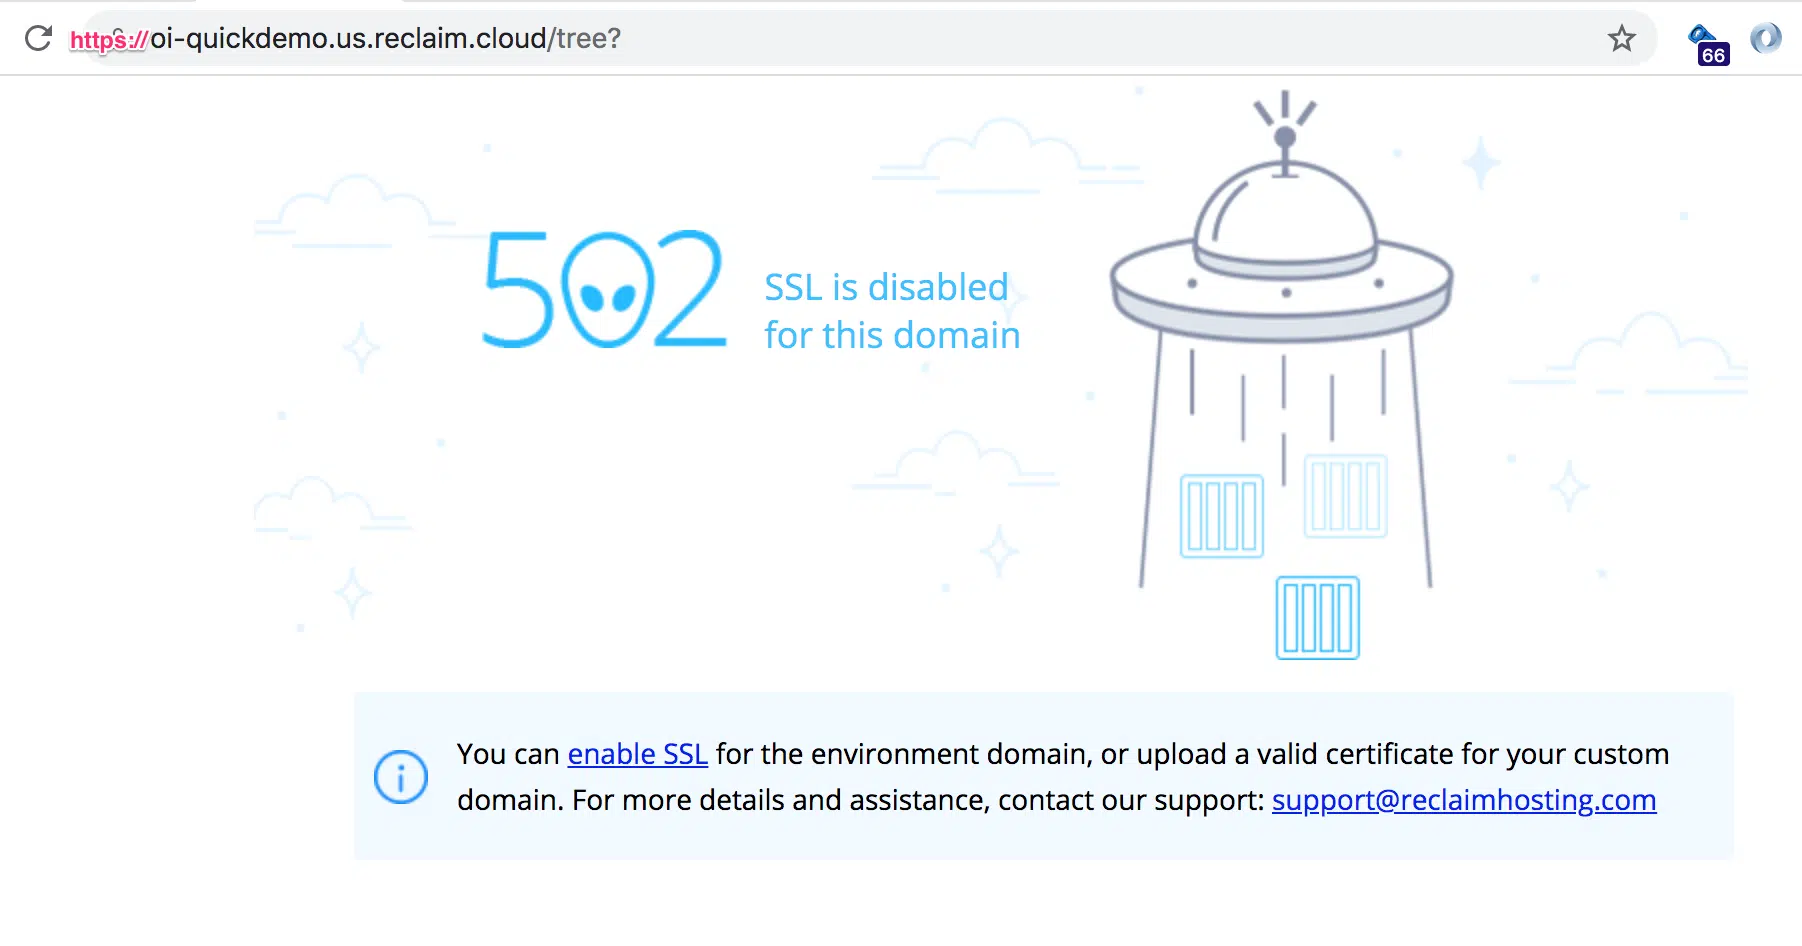 https://oi-quickdemo.us.reclaim.cloud/tree?
66
502
SSL is disabled
for this domain
You can enable SSL for the environment domain, or upload a valid certificate for your custom
domain. For more details and assistance, contact our support: support@reclaimhosting.com